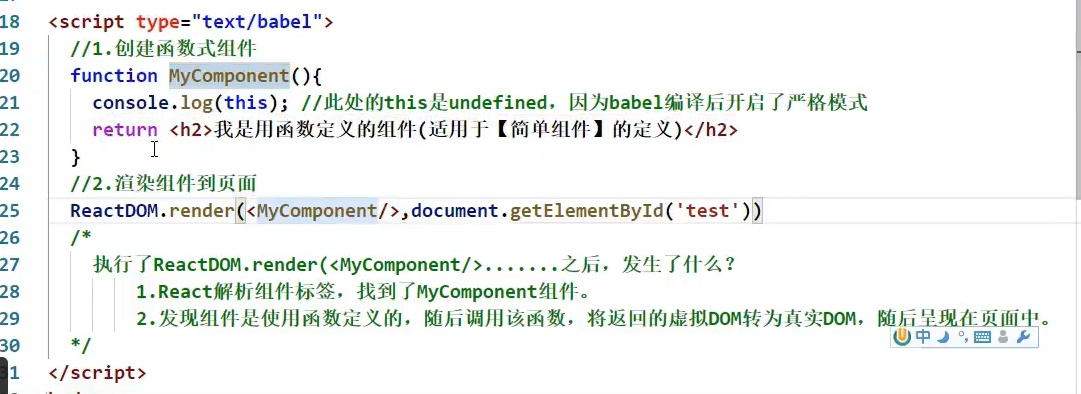 18 <script type="text/babel">
19 //1.创建函数式组件
20 function MyComponent(){
21 console.log(this); //此处的this是undefined，因为babel编译后开启了严格模式
22 return <h2>我是用函数定义的组件(适用于【简单组件】的定义)</h2>
23 }
24 //2.渲染组件到页面
25 ReactDOM.render(<MyComponent/>,document.getElementById('test'))
26 /*
27 执行了ReactDOM.render(<MyComponent/>.......之后，发生了什么？
28 1.React解析组件标签，找到了MyComponent组件。
29 2.发现组件是使用函数定义的，随后调用该函数，将返回的虚拟DOM转为真实DOM，随后呈现在页面中。
中
30 */
31 </script>